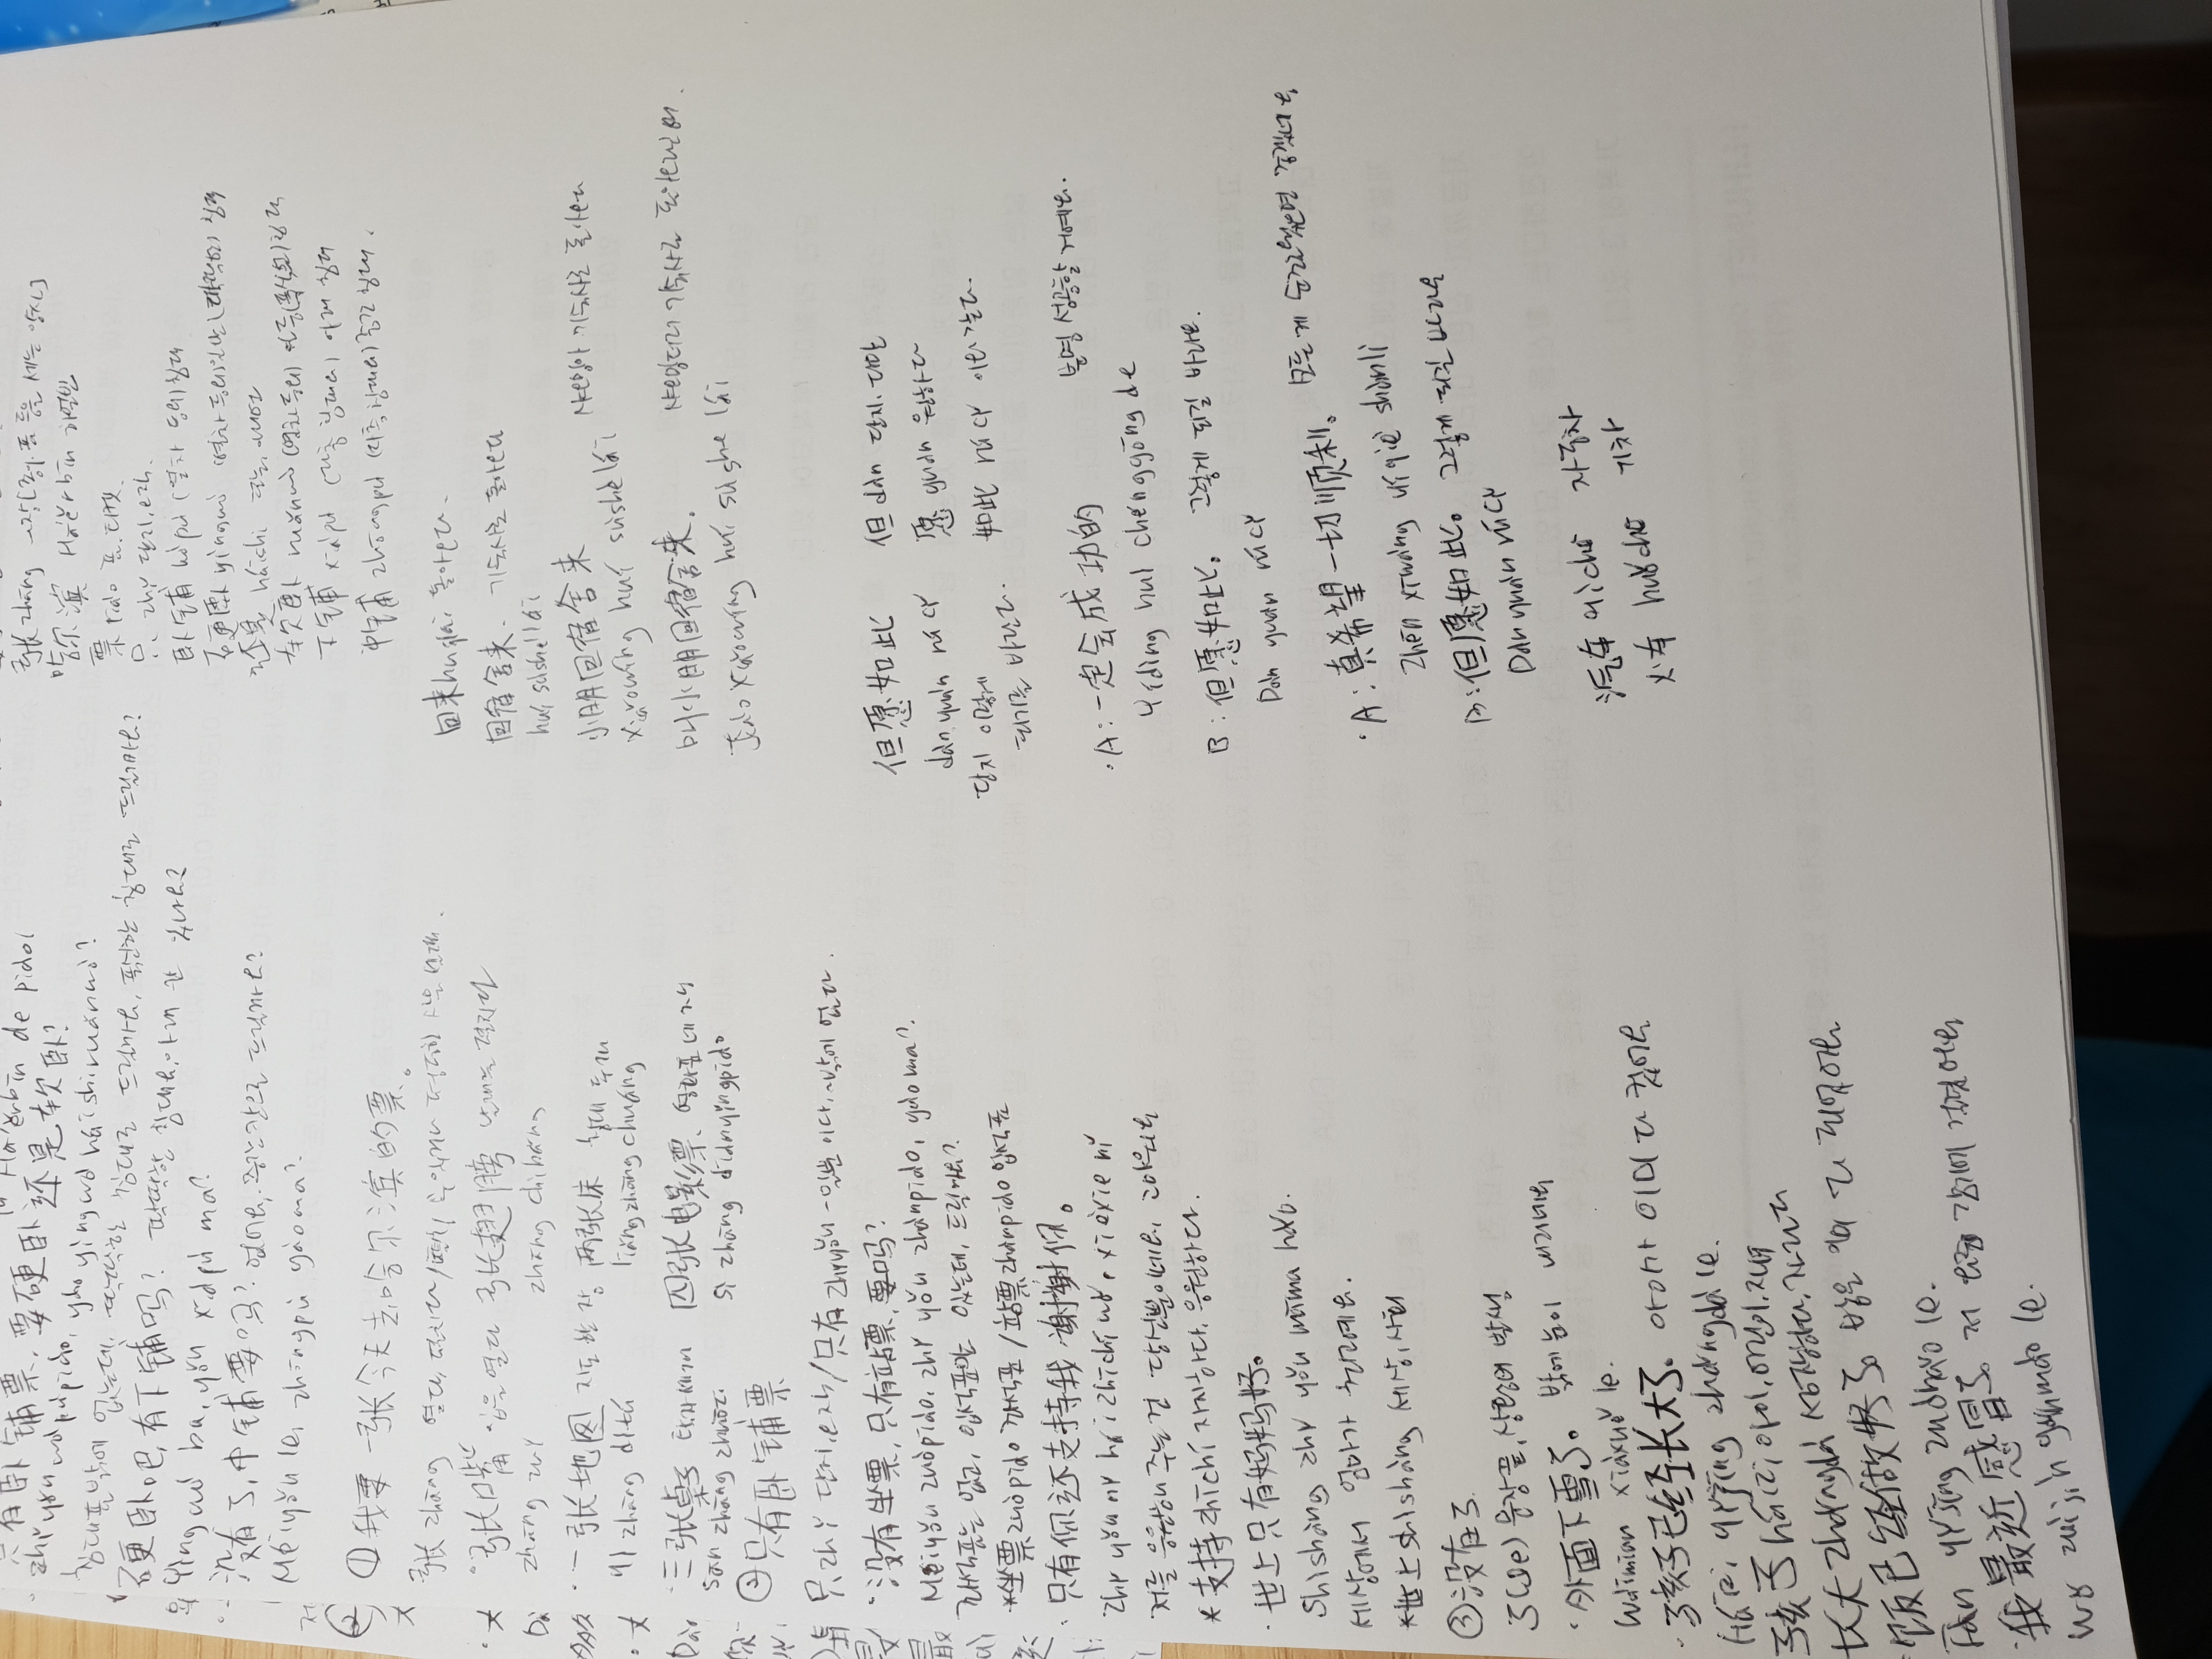 只有卧铺票, 要硬卧还是软卧?
Zhǐ yǒu wòpùpiào, yào yìngwò háishi ruǎnwò?
침대표밖에 없는데, 딱딱한 침대로 드릴까요, 푹신한 침대로 드릴까요?
硬卧吧, 有下铺吗? 딱딱한 침대요, 아래 칸 있나요?
Yìngwò ba, yǒu xiàpù ma?
没有了, 中铺要吗? 없어요, 중간칸으로 드릴까요?
Méiyǒu le, zhōngpù yào ma?
① 我要一张今天去哈尔滨的票。
张 zhāng 열다, 펼치다/펼칠 수 있거나
·张口嘴 입을 열다 张翅膀 날개를 펼치다
zhāng zuǐ zhāng chìbǎng
·一张地图 지도 한 장 两张床 침대 두 개
yì zhāng dìtú liǎng zhāng chuáng
·三张桌子 탁자 세 개 四张电影票. 영화표 네 장
sān zhāng zhuōzi. sì zhāng diànyǐngpiào
② 只有卧铺票
只 zhǐ 단지, 오직/只有 zhǐyǒu ~일뿐이다, ~밖에 없다.
·没有坐票, 只有站票, 要吗?
Méiyǒu zuòpiào, zhǐ yǒu zhànpiào, yào ma?
좌석표는 없고, 입석표만 있는데, 드릴까요?
*坐票 zuòpiào 좌석표/站票 zhànpiào 입석표
·只有你还支持我, 谢谢你。
Zhǐ yǒu nǐ hái zhīchí wǒ, xièxie nǐ
저를 응원해 주는 건 당신뿐이네요, 고마워요
*支持 zhīchí 지지하다, 응원하다.
·世上只有妈妈好。
Shìshàng zhǐ yǒu māma hǎo.
세상에서 엄마가 최고예요.
*世上 shìshàng 세상, 사회
③ 没有了
了(le) 문장 끝, 상황이 발생
·外面下雪了。 밖에 눈이 내리네요
Wàimian xiàxuě le.
·孩子已经长大了。 아이가 이미 다 컸어요
Háizi yǐjīng zhǎngdà le.
孩子 háizi 아이, 어린이, 자녀
长大 zhǎngdà 성장하다, 자라다
·饭已经做好了。 밥은 이미 다 되었어요
Fàn yǐjīng zuòhǎo le.
·我最近感冒了。 저 요즘 감기에 걸렸어요
Wǒ zuìjìn gǎnmào le.
张 zhāng ~장[종이·표 등을 세는 양사]
哈尔滨 Hā'ěrbīn 하얼빈
票 piào 표, 티켓.
只 zhǐ 단지, 오직.
卧铺 wòpù (열차 등의) 침대
硬卧 yìngwò (열차 등의) 일반(딱딱한) 침대
还是 háishi 또는, 아니면
软卧 ruǎnwò (열차 등의) 침대
下铺 xiàpù (다층 침대의) 아래 침대
中铺 zhōngpù (다층 침대의) 중간 침대.
回来 huílái 돌아오다.
回宿舍来. 기숙사로 돌아오다
huí sùshè lái
小明回宿舍来 샤오밍이 기숙사로 돌아오다
xiǎomíng huí sùshè lái
叫小明回宿舍来. 샤오밍더러 기숙사로 돌아오라
jiào xiǎomíng huí sùshè lái
但愿如此 但 dàn 단지, 다만
dàn yuàn rú cǐ 愿 yuàn 원하다
단지 이렇게 如此 rú cǐ 이와 같다.
되기를 바란다.
·A: 一定会成功的 분명 성공할 거예요.
Yídìng huì chénggōng de
B: 但愿如此。 그렇게 되길 바라요.
Dàn yuàn rú cǐ
·A: 真希望一切顺利。 모든 게 순조로웠으면 좋겠네요
Zhēn xīwàng yíqiè shùnlì
B: 但愿如此。 그렇게 되길 바라요
Dàn yuàn rú cǐ
汽车 qìchē 자동차
火车 huǒchē 기차